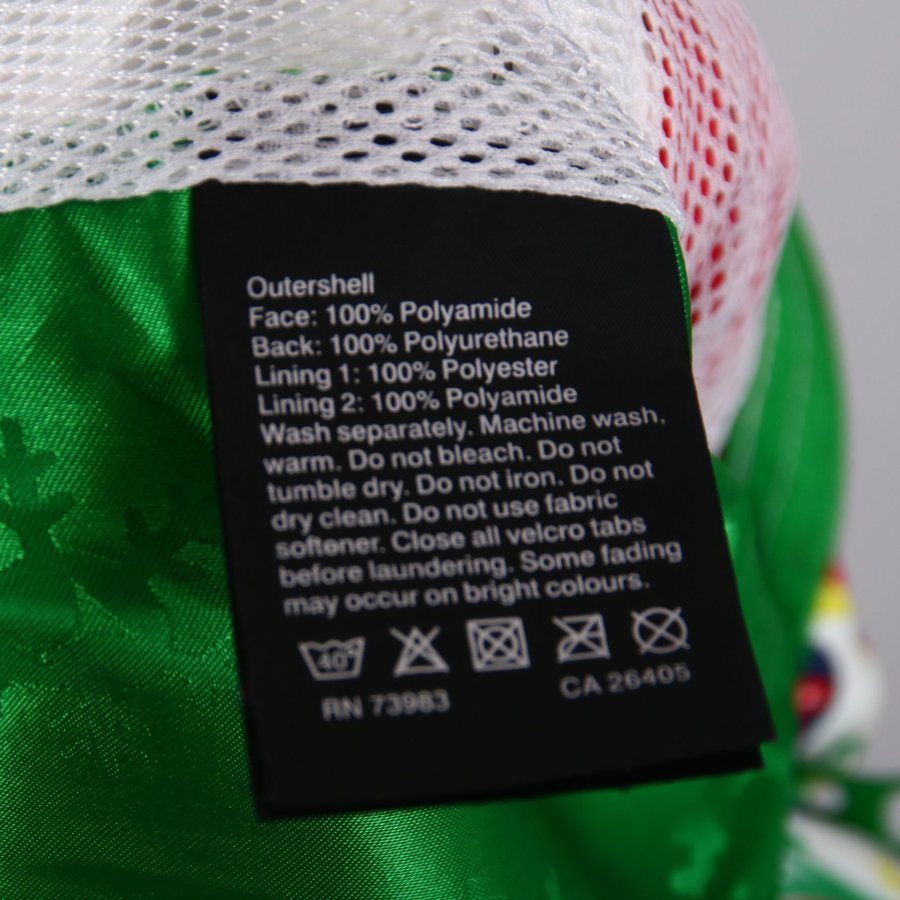 Outershell
Face: 100% Polyamide
Back: 100% Polyurethane
Lining 1: 100% Polyester
Lining 2: 100% Polyamide
Wash separately. Machine wash.
warm. Do not bleach. Do not
tumble dry. Do not iron. Do not
dry clean. Do not use fabric
softener. Close all velcro tabs
before laundering. Some fading
may occur on bright colours.
40°
RN 73983 CA 26405